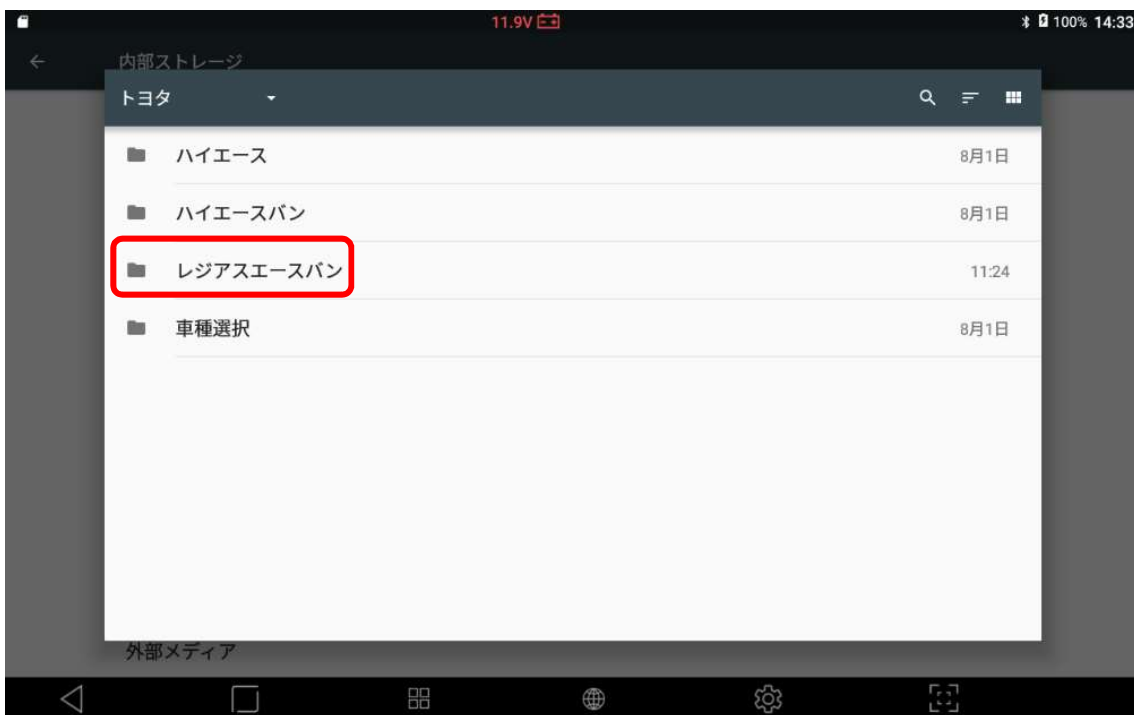 11.9V 100% 14:33
内部ストレージ
トヨタ
ハイエース 8月1日
ハイエースバン 8月1日
レジアスエースバン 11:24
車種選択 8月1日
外部メディア